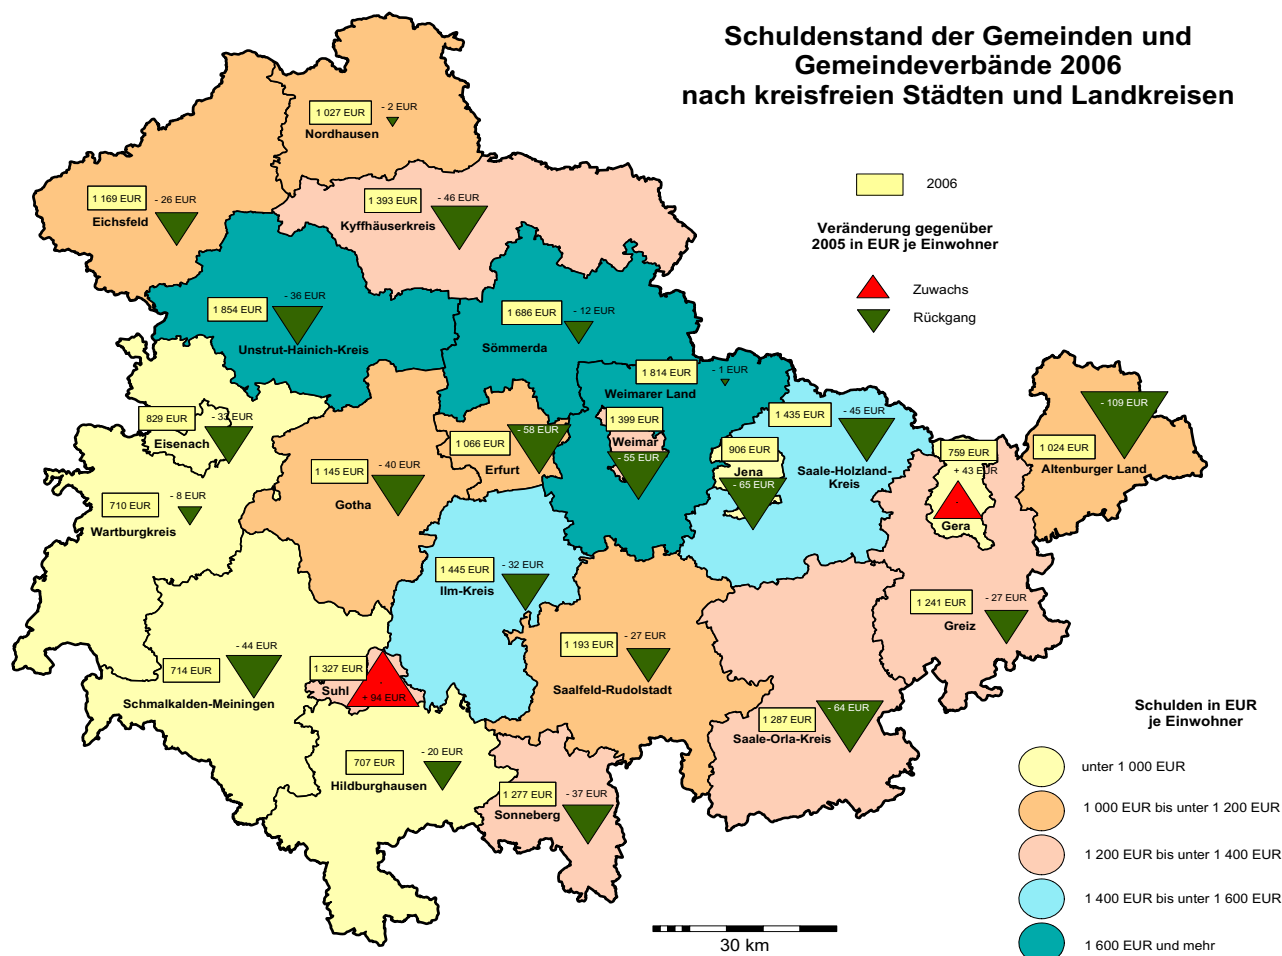 Schuldenstand der Gemeinden und
Gemeindeverbände 2006
nach kreisfreien Städten und Landkreisen
1 027 EUR
- 2 EUR
Nordhausen
1 169 EUR
- 26 EUR
Eichsfeld
1 393 EUR
- 46 EUR
Kyffhäuserkreis
2006
Veränderung gegenüber
2005 in EUR je Einwohner
Zuwachs
Rückgang
1 854 EUR
- 36 EUR
Unstrut-Hainich-Kreis
1 686 EUR
- 12 EUR
Sömmerda
1 814 EUR
- 1 EUR
Weimarer Land
829 EUR
Eisenach
1 066 EUR
- 58 EUR
Erfurt
1 399 EUR
Weimar
- 55 EUR
906 EUR
Jena
- 65 EUR
1 435 EUR
- 45 EUR
Saale-Holzland-
Kreis
759 EUR
+ 43 EUR
Gera
1 024 EUR
- 109 EUR
Altenburger Land
710 EUR
- 8 EUR
Wartburgkreis
1 145 EUR
- 40 EUR
Gotha
1 445 EUR
- 32 EUR
Ilm-Kreis
1 241 EUR
- 27 EUR
Greiz
714 EUR
- 44 EUR
Schmalkalden-Meiningen
1 327 EUR
Suhl
+ 94 EUR
1 193 EUR
- 27 EUR
Saalfeld-Rudolstadt
1 287 EUR
- 64 EUR
Saale-Orla-Kreis
707 EUR
- 20 EUR
Hildburghausen
1 277 EUR
- 37 EUR
Sonneberg
Schulden in EUR
je Einwohner
unter 1 000 EUR
1 000 EUR bis unter 1 200 EUR
1 200 EUR bis unter 1 400 EUR
1 400 EUR bis unter 1 600 EUR
1 600 EUR und mehr
30 km